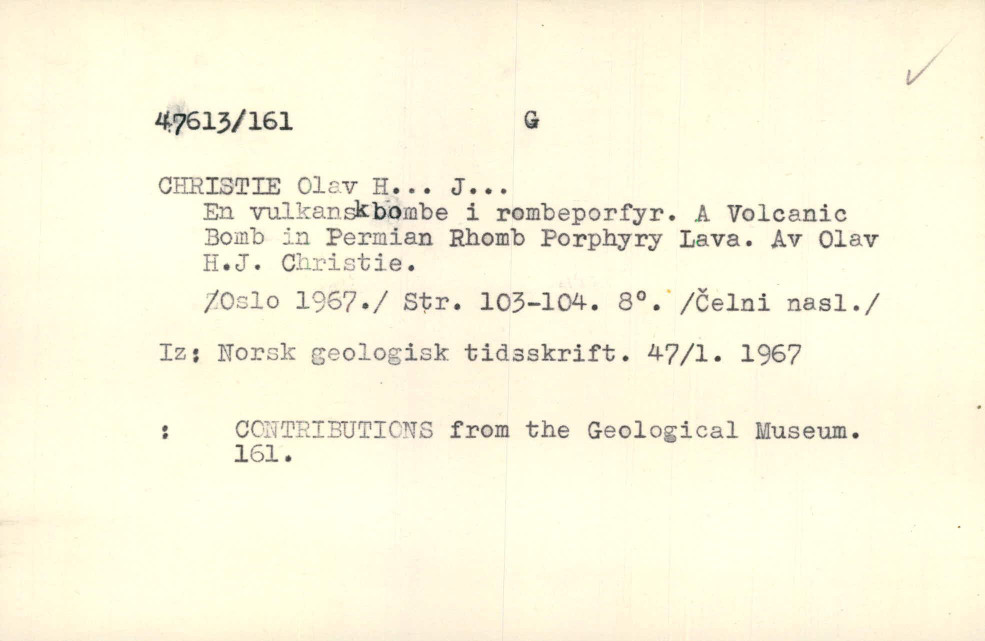 47613/161 G
CHRISTIE Olav H... J...
En vulkanskbombe i rombeporfyr. A Volcanic
Bomb in Permian Rhomb Porphyry Lava. Av Olav
H.J. Christie.
/Oslo 1967./ Str. 103-104. 8°. /Čelni nasl./
Iz: Norsk geologisk tidsskrift. 47/1. 1967
: CONTRIBUTIONS from the Geological Museum.
161.